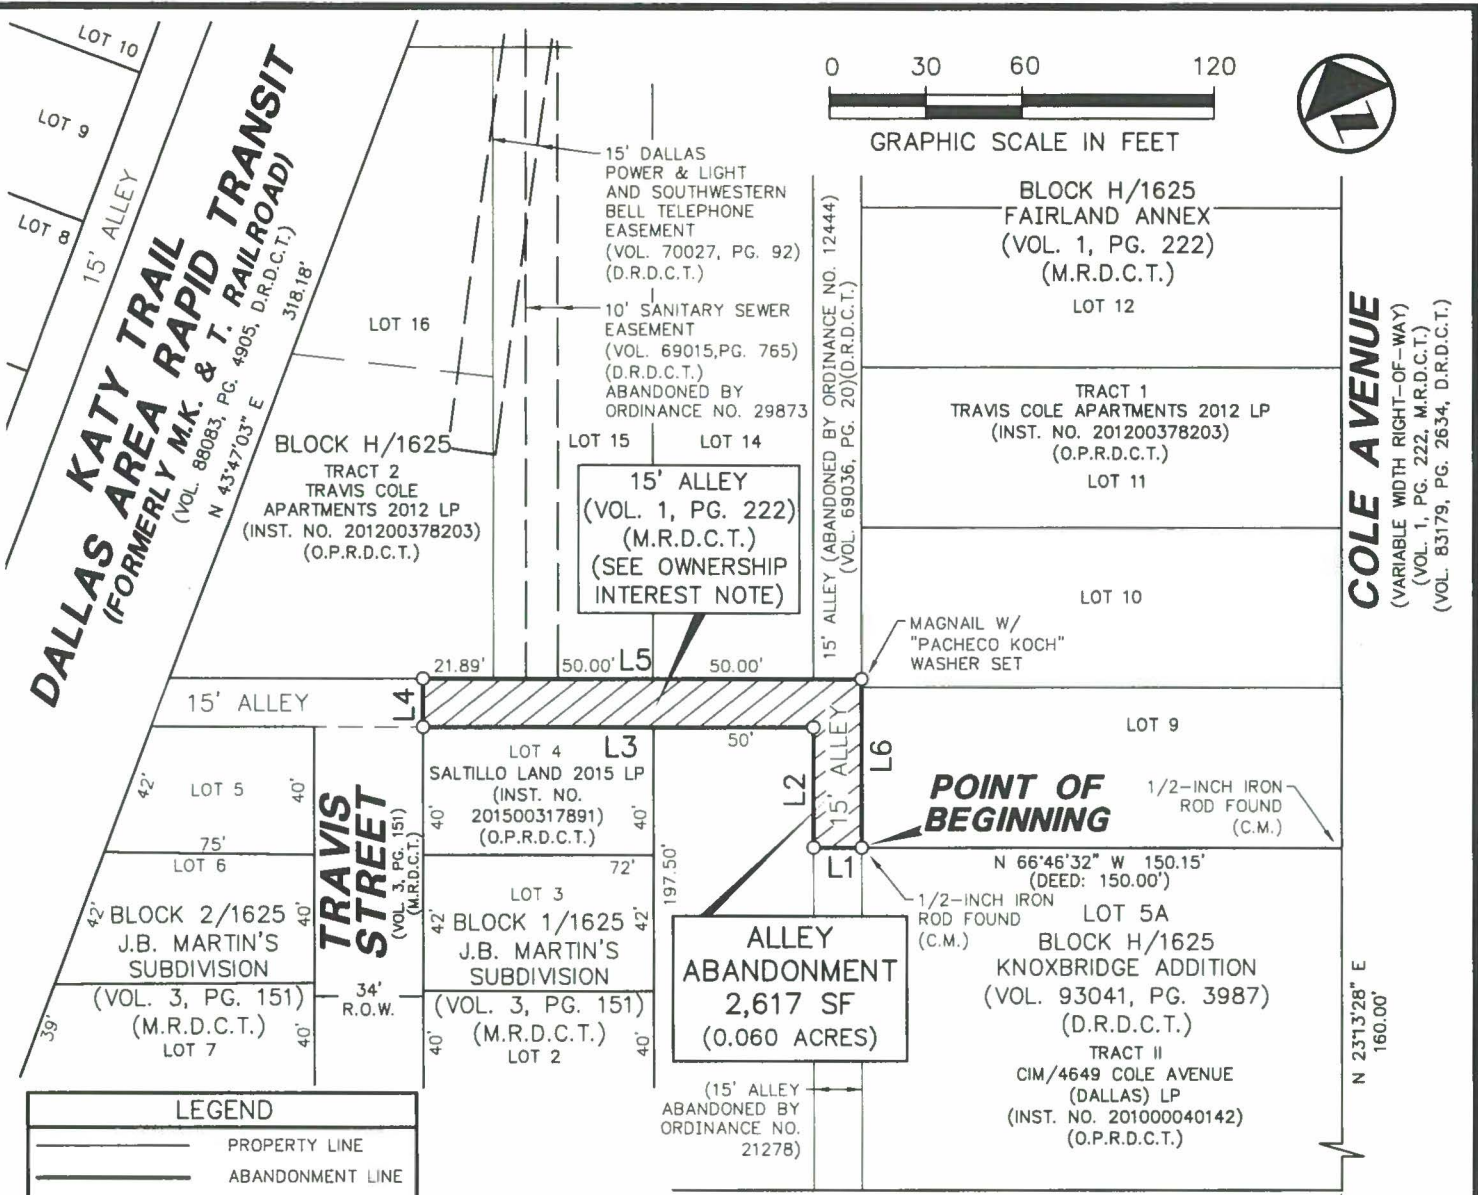 LOT 10
LOT 9
LOT 8
15' ALLEY
KATY TRAIL
DALLAS AREA RAPID TRANSIT
(FORMERLY M.K. & T. RAILROAD)
(VOL. 88083, PG. 4905, D.R.D.C.T.)
N 43°47'03" E
318.18'
0 30 60 120
GRAPHIC SCALE IN FEET
N
15' DALLAS
POWER & LIGHT
AND SOUTHWESTERN
BELL TELEPHONE
EASEMENT
(VOL. 70027, PG. 92)
(D.R.D.C.T.)
10' SANITARY SEWER
EASEMENT
(VOL. 69015,PG. 765)
(D.R.D.C.T.)
ABANDONED BY
ORDINANCE NO. 29873
LOT 16
BLOCK H/1625
TRACT 2
TRAVIS COLE
APARTMENTS 2012 LP
(INST. NO. 201200378203)
(O.P.R.D.C.T.)
LOT 15
LOT 14
15' ALLEY
(VOL. 1, PG. 222)
(M.R.D.C.T.)
(SEE OWNERSHIP
INTEREST NOTE)
15' ALLEY (ABANDONED BY ORDINANCE NO. 12444)
(VOL. 69036, PG. 20)(D.R.D.C.T.)
BLOCK H/1625
FAIRLAND ANNEX
(VOL. 1, PG. 222)
(M.R.D.C.T.)
LOT 12
TRACT 1
TRAVIS COLE APARTMENTS 2012 LP
(INST. NO. 201200378203)
(O.P.R.D.C.T.)
LOT 11
LOT 10
COLE AVENUE
(VARIABLE WIDTH RIGHT-OF-WAY)
(VOL. 1, PG. 222, M.R.D.C.T.)
(VOL. 83179, PG. 2634, D.R.D.C.T.)
MAGNAIL W/
"PACHECO KOCH"
WASHER SET
21.89'
50.00'
L5
50.00'
15' ALLEY
L4
L3
50'
L2
15' ALLEY
L6
L1
LOT 9
POINT OF
BEGINNING
1/2-INCH IRON
ROD FOUND
(C.M.)
N 66°46'32" W 150.15'
(DEED: 150.00')
1/2-INCH IRON
ROD FOUND
(C.M.)
LOT 5A
BLOCK H/1625
KNOXBRIDGE ADDITION
(VOL. 93041, PG. 3987)
(D.R.D.C.T.)
TRACT II
CIM/4649 COLE AVENUE
(DALLAS) LP
(INST. NO. 201000040142)
(O.P.R.D.C.T.)
N 23°13'28" E
160.00'
LOT 4
SALTILLO LAND 2015 LP
(INST. NO.
201500317891)
(O.P.R.D.C.T.)
40'
40'
72'
197.50'
LOT 3
42'
42'
BLOCK 1/1625
J.B. MARTIN'S
SUBDIVISION
(VOL. 3, PG. 151)
(M.R.D.C.T.)
LOT 2
40'
40'
TRAVIS
STREET
(VOL. 3, PG. 151)
(M.R.D.C.T.)
34'
R.O.W.
42'
LOT 5
40'
75'
LOT 6
42'
40'
BLOCK 2/1625
J.B. MARTIN'S
SUBDIVISION
(VOL. 3, PG. 151)
(M.R.D.C.T.)
LOT 7
39'
40'
ALLEY
ABANDONMENT
2,617 SF
(0.060 ACRES)
(15' ALLEY
ABANDONED BY
ORDINANCE NO.
21278)
LEGEND
PROPERTY LINE
ABANDONMENT LINE